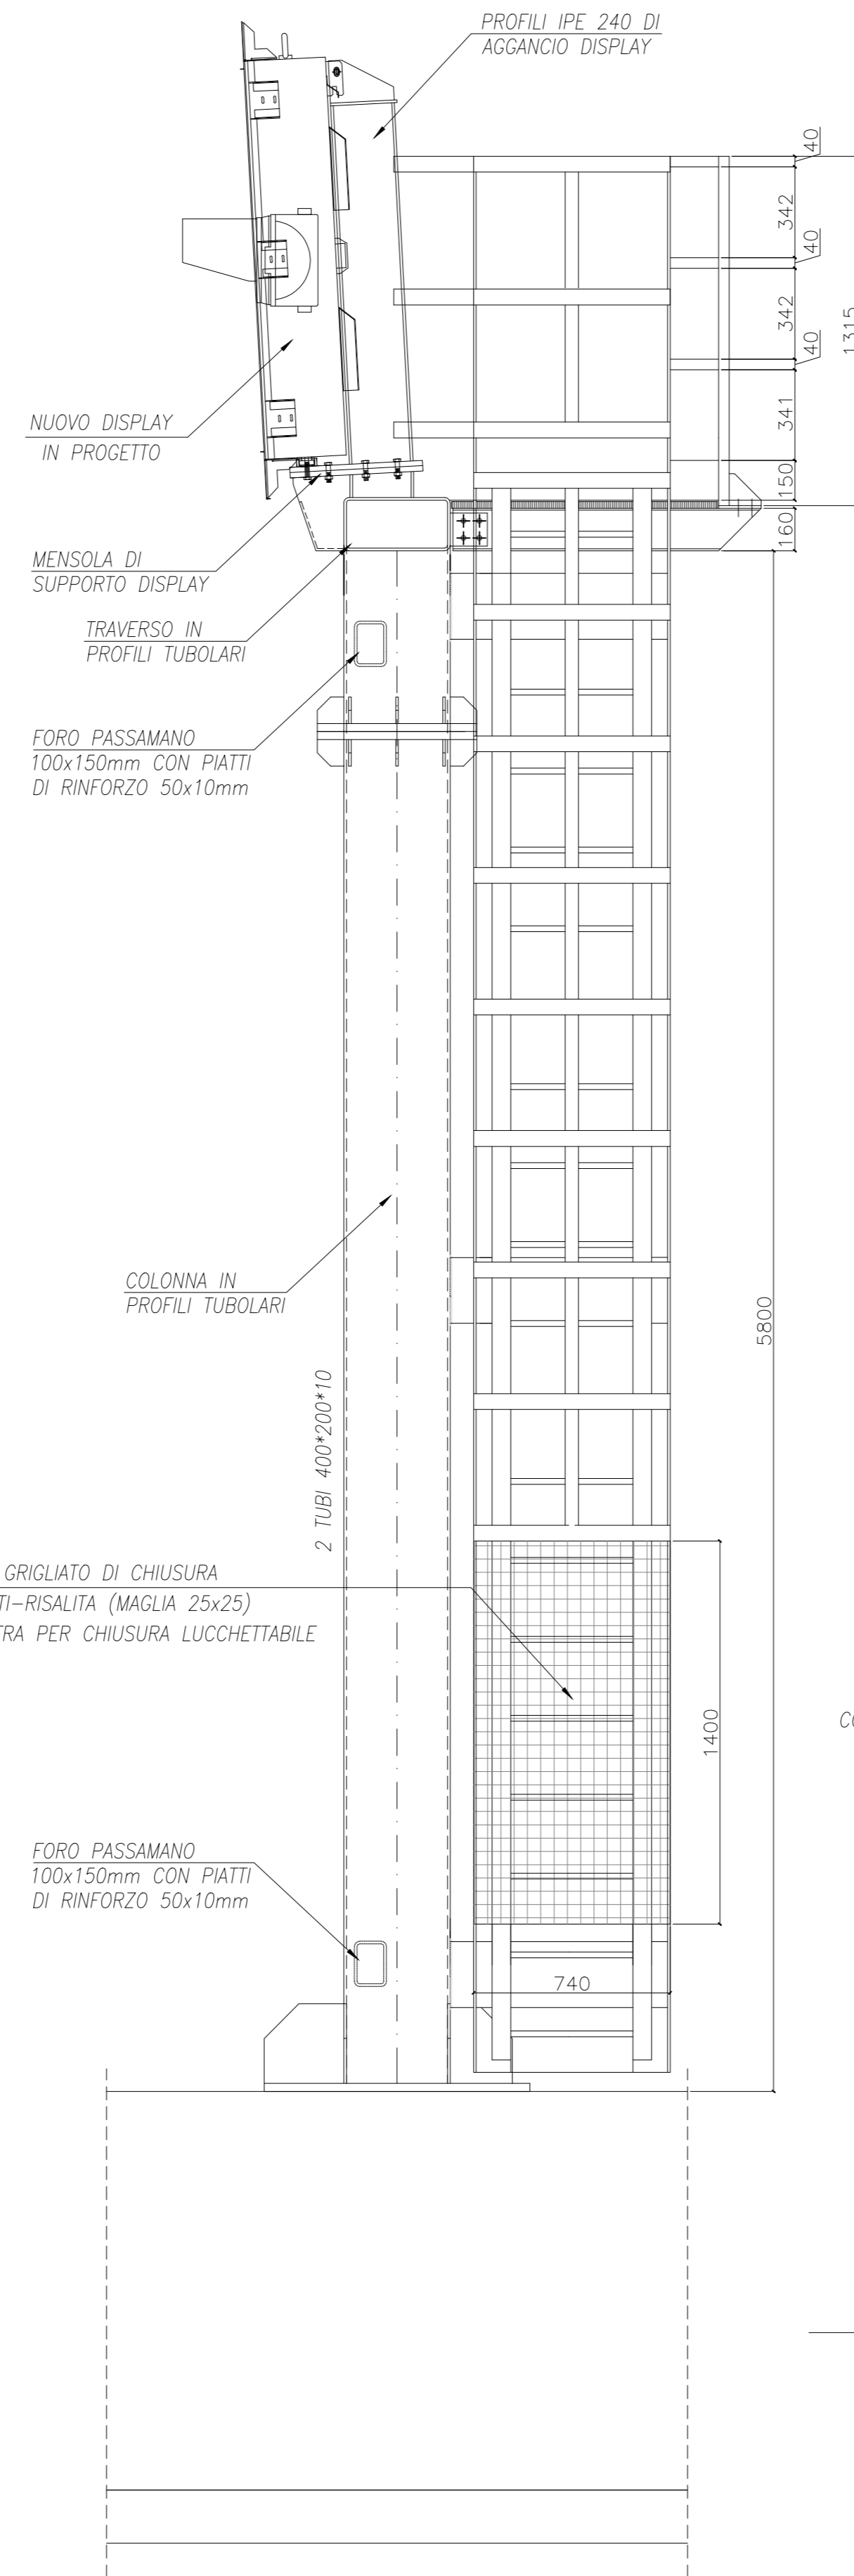 PROFILI IPE 240 DI
AGGANCIO DISPLAY
40
342
40
342
40
341
1315
150
160
NUOVO DISPLAY
IN PROGETTO
MENSOLA DI
SUPPORTO DISPLAY
TRAVERSO IN
PROFILI TUBOLARI
FORO PASSAMANO
100x150mm CON PIATTI
DI RINFORZO 50x10mm
COLONNA IN
PROFILI TUBOLARI
5800
2 TUBI 400*200*10
GRIGLIATO DI CHIUSURA
TI-RISALITA (MAGLIA 25x25)
TRA PER CHIUSURA LUCCHETTABILE
1400
FORO PASSAMANO
100x150mm CON PIATTI
DI RINFORZO 50x10mm
740